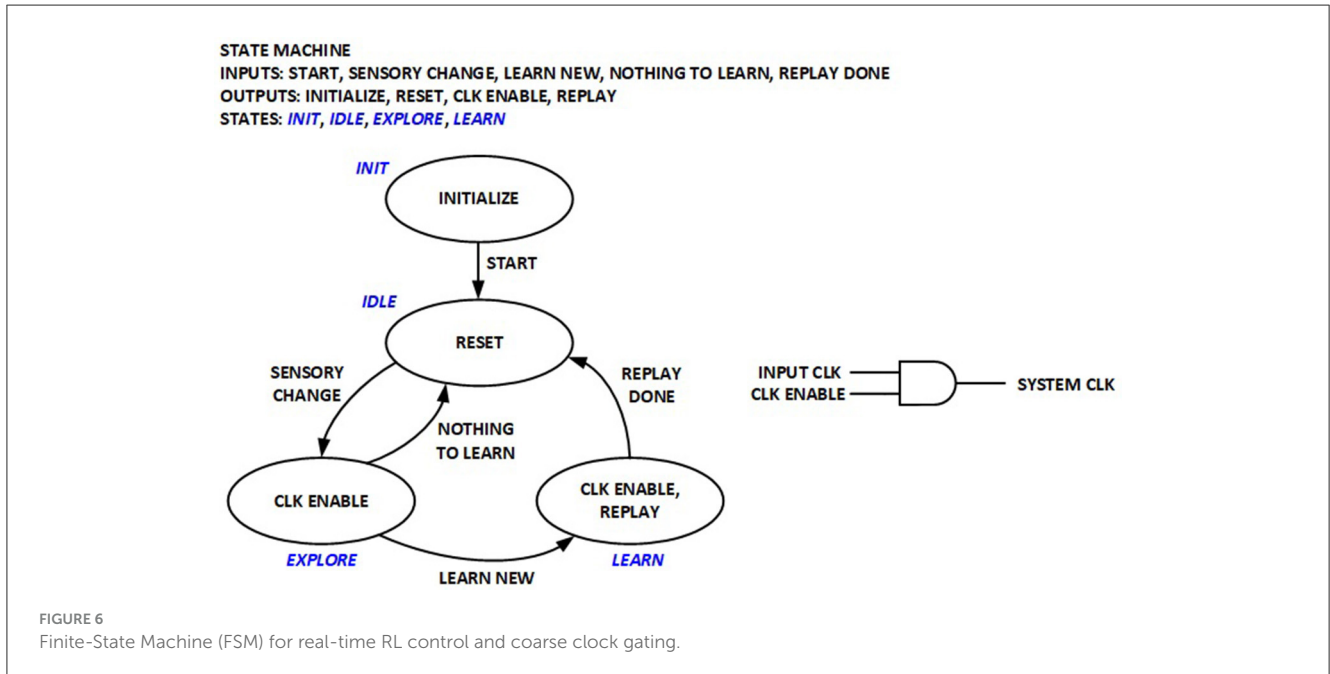 STATE MACHINE
INPUTS: START, SENSORY CHANGE, LEARN NEW, NOTHING TO LEARN, REPLAY DONE
OUTPUTS: INITIALIZE, RESET, CLK ENABLE, REPLAY
STATES: INIT, IDLE, EXPLORE, LEARN
INIT
INITIALIZE
START
IDLE
RESET
SENSORY
CHANGE
NOTHING
TO LEARN
REPLAY
DONE
INPUT CLK
CLK ENABLE
SYSTEM CLK
CLK ENABLE
EXPLORE
CLK ENABLE,
REPLAY
LEARN
LEARN NEW
FIGURE 6
Finite-State Machine (FSM) for real-time RL control and coarse clock gating.